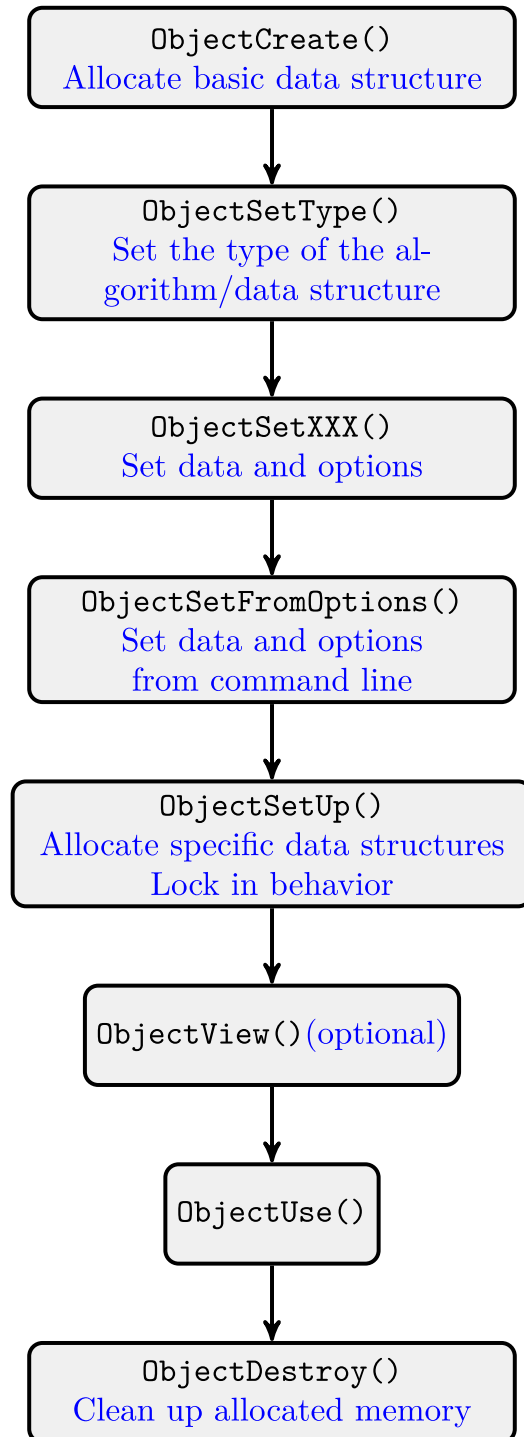 ObjectCreate()
Allocate basic data structure
ObjectSetType()
Set the type of the al-
gorithm/data structure
ObjectSetXXX()
Set data and options
ObjectSetFromOptions()
Set data and options
from command line
ObjectSetUp()
Allocate specific data structures
Lock in behavior
ObjectView()(optional)
ObjectUse()
ObjectDestroy()
Clean up allocated memory